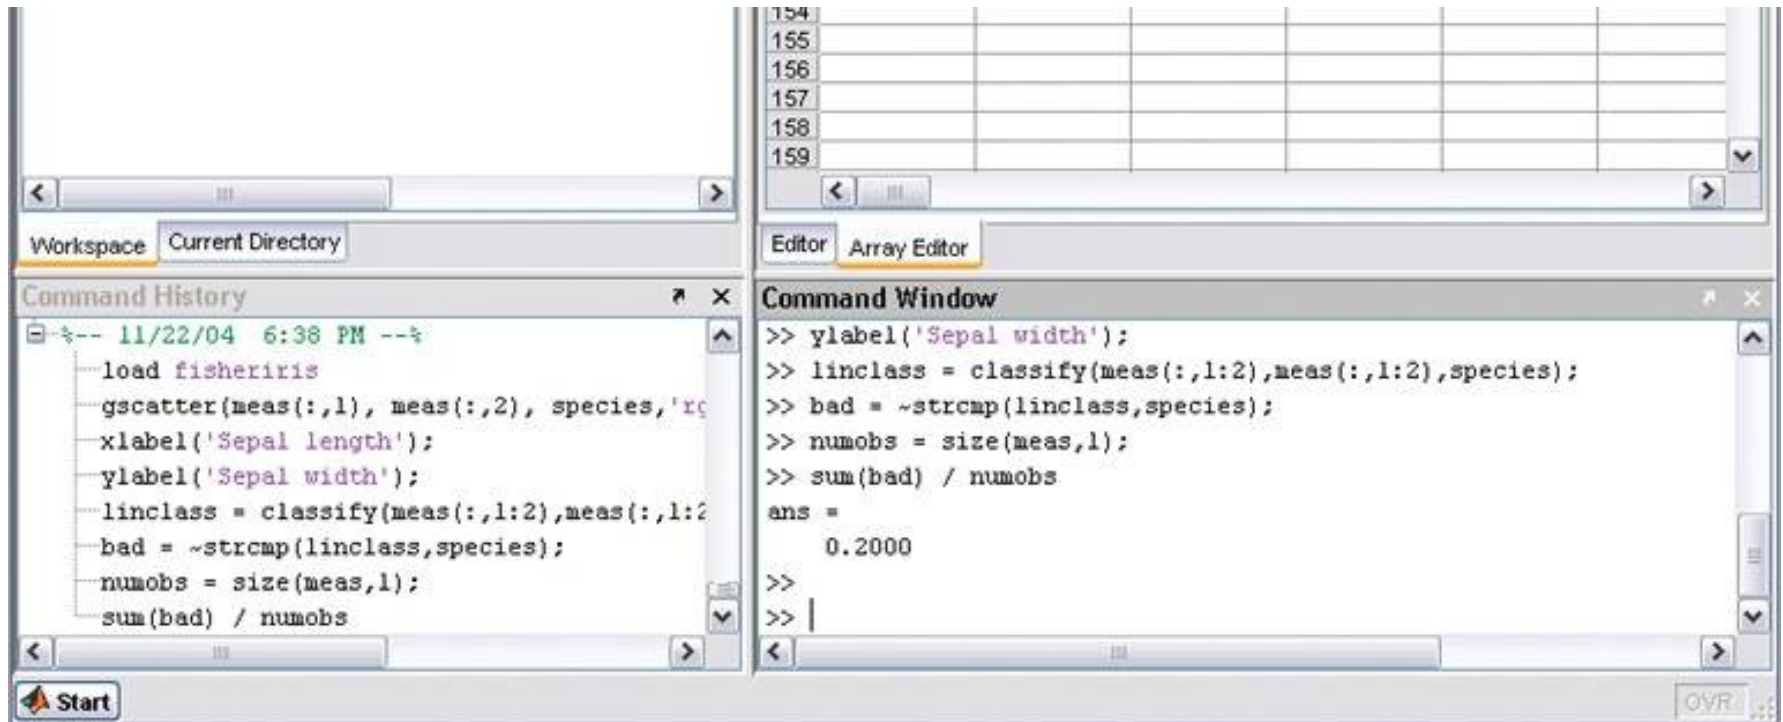 154
155
156
157
158
159
Workspace Current Directory
Editor Array Editor
Command History
%-- 11/22/04 6:38 PM --%
load fisheriris
gscatter(meas(:,1), meas(:,2), species,'rg
xlabel('Sepal length');
ylabel('Sepal width');
linclass = classify(meas(:,1:2),meas(:,1:2
bad = ~strcmp(linclass,species);
numobs = size(meas,1);
sum(bad) / numobs
Command Window
>> ylabel('Sepal width');
>> linclass = classify(meas(:,1:2),meas(:,1:2),species);
>> bad = ~strcmp(linclass,species);
>> numobs = size(meas,1);
>> sum(bad) / numobs
ans =
0.2000
>>
>>
Start
OVR